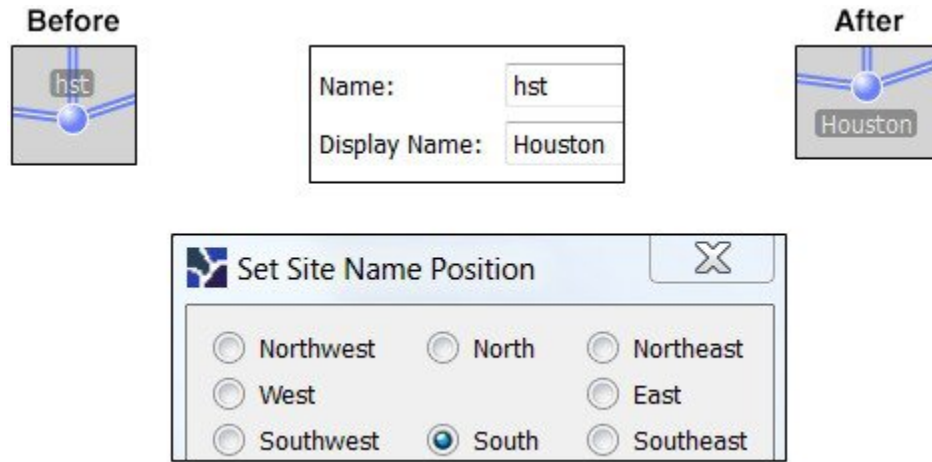 Before
After
hst
Name: hst
Display Name: Houston
Houston
Set Site Name Position
Northwest North Northeast
West East
Southwest South Southeast